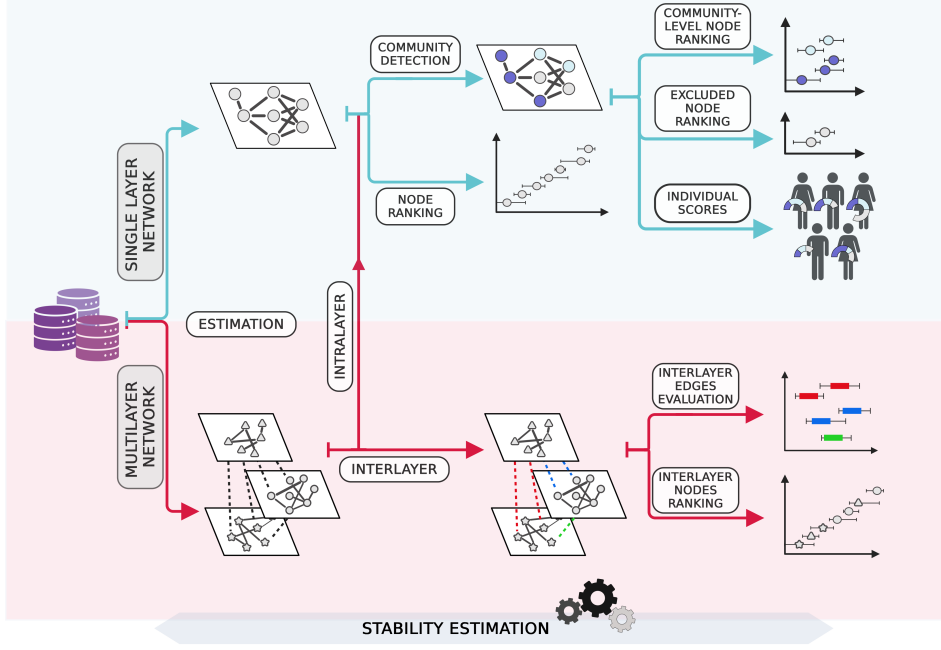 COMMUNITY-
LEVEL NODE
RANKING
COMMUNITY
DETECTION
EXCLUDED
NODE
RANKING
SINGLE LAYER
NETWORK
NODE
RANKING
INDIVIDUAL
SCORES
ESTIMATION
INTRALAYER
MULTILAYER
NETWORK
INTERLAYER
EDGES
EVALUATION
INTERLAYER
INTERLAYER
NODES
RANKING
STABILITY ESTIMATION